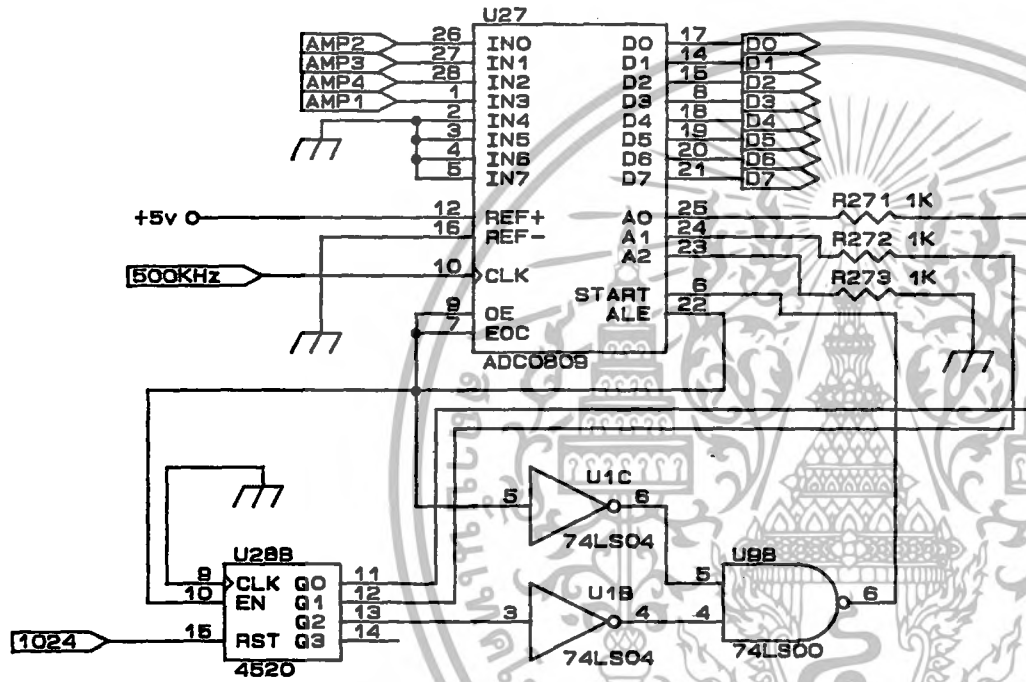 U27
AMP2 26 IN0 D0 17 D0
AMP3 27 IN1 D1 14 D1
AMP4 28 IN2 D2 15 D2
AMP1 1 IN3 D3 8 D3
2 IN4 D4 18 D4
3 IN5 D5 19 D5
4 IN6 D6 20 D6
5 IN7 D7 21 D7
+5v 12 REF+ A0 25 R271 1K
16 REF- A1 24 R272 1K
A2 23 R273 1K
500KHz 10 CLK
START 6
9 OE ALE 22
7 EOC
ADC0809
U1C
5 6
74LS04
U28B
U9B
9 CLK Q0 11
10 EN Q1 12
Q2 13
1024 15 RST Q3 14
4520
U1B
3 4
74LS04
5
4
6
74LS00